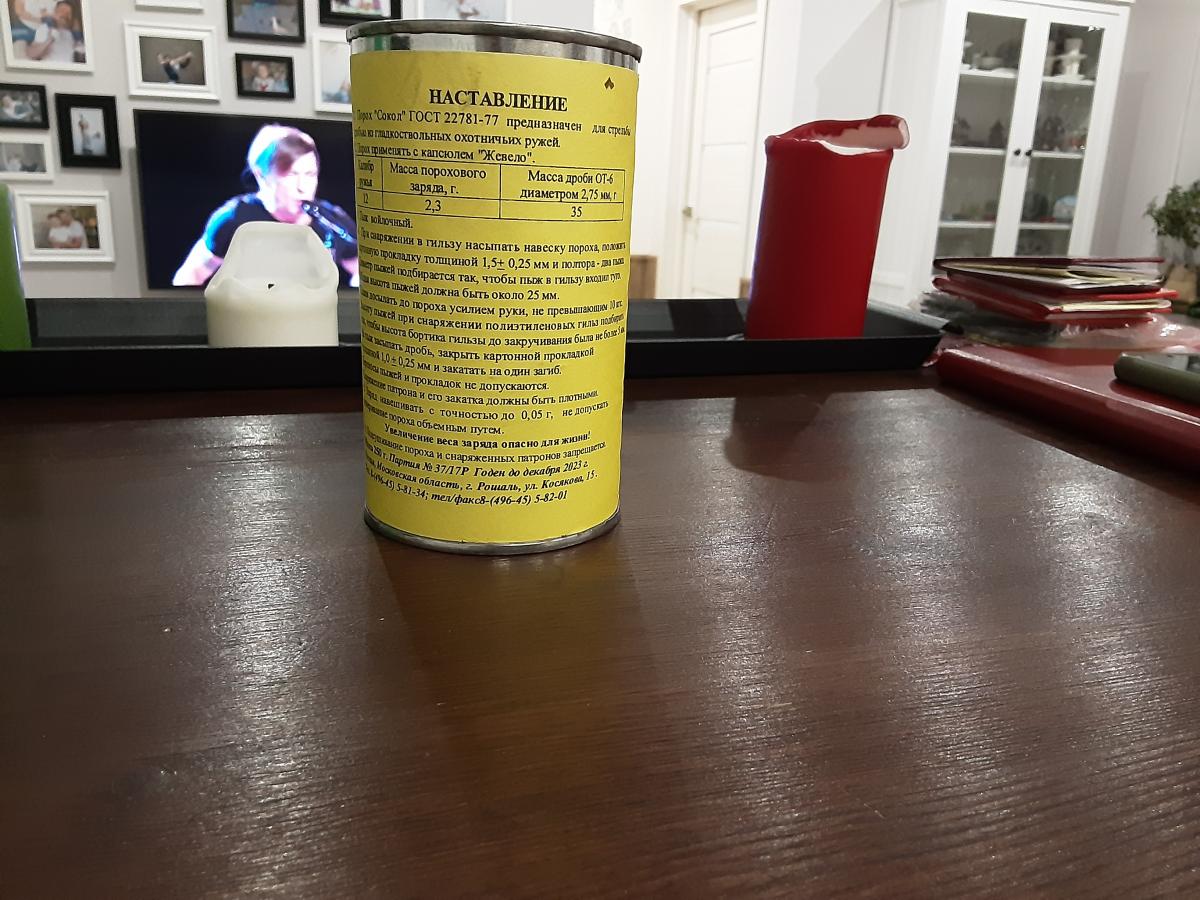 НАСТАВЛЕНИЕ
Порох "Сокол" ГОСТ 22781-77 предназначен для стрельбы
дробью из гладкоствольных охотничьих ружей.
Порох применять с капсюлем "Жевело".
Калибр ружья Масса порохового заряда, г. Масса дроби ОТ-6 диаметром 2,75 мм, г
12 2,3 35
войлочный.
При снаряжении в гильзу насыпать навеску пороха, положить
прокладку толщиной 1,5± 0,25 мм и полтора - два пыжа
пыжей подбирается так, чтобы пыж в гильзу входил туго.
высота пыжей должна быть около 25 мм.
досылать до пороха усилием руки, не превышающим 10 кгс.
пыжей при снаряжении полиэтиленовых гильз подбирать
чтобы высота бортика гильзы до закручивания была не более 5 мм.
засыпать дробь, закрыть картонной прокладкой
1,0 ± 0,25 мм и закатать на один загиб.
пыжей и прокладок не допускаются.
патрона и его закатка должны быть плотными.
навешивать с точностью до 0,05 г, не допускать
пороха объемным путем.
Увеличение веса заряда опасно для жизни!
пороха и снаряженных патронов запрещается.
250 г. Партия № 37/17Р Годен до декабря 2023 г.
Московская область, г. Рошаль, ул. Косякова, 15.
(496-45) 5-81-34; тел/факс8-(496-45) 5-82-01